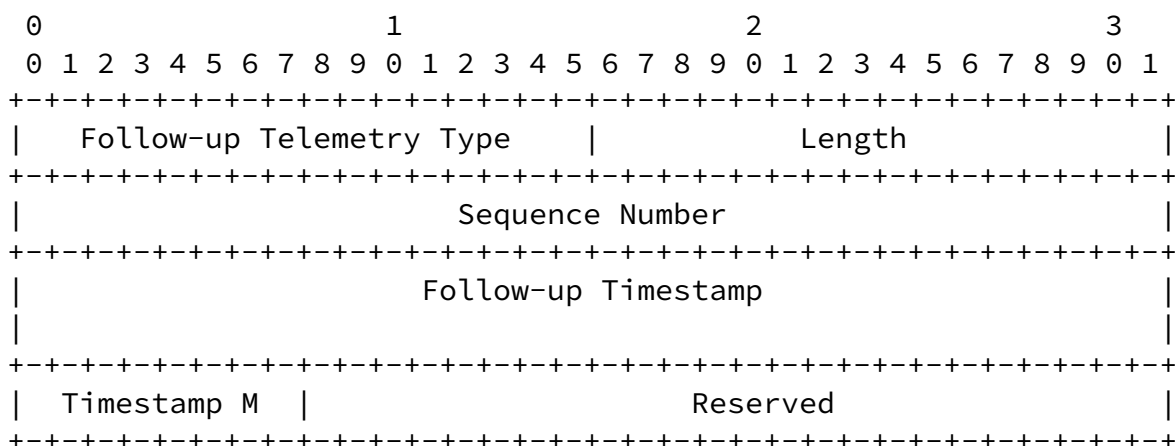 0                   1                   2                   3
 0 1 2 3 4 5 6 7 8 9 0 1 2 3 4 5 6 7 8 9 0 1 2 3 4 5 6 7 8 9 0 1
+-+-+-+-+-+-+-+-+-+-+-+-+-+-+-+-+-+-+-+-+-+-+-+-+-+-+-+-+-+-+-+-+
|   Follow-up Telemetry Type    |           Length              |
+-+-+-+-+-+-+-+-+-+-+-+-+-+-+-+-+-+-+-+-+-+-+-+-+-+-+-+-+-+-+-+-+
|                        Sequence Number                        |
+-+-+-+-+-+-+-+-+-+-+-+-+-+-+-+-+-+-+-+-+-+-+-+-+-+-+-+-+-+-+-+-+
|                      Follow-up Timestamp                      |
|                                                               |
+-+-+-+-+-+-+-+-+-+-+-+-+-+-+-+-+-+-+-+-+-+-+-+-+-+-+-+-+-+-+-+-+
|  Timestamp M  |                     Reserved                  |
+-+-+-+-+-+-+-+-+-+-+-+-+-+-+-+-+-+-+-+-+-+-+-+-+-+-+-+-+-+-+-+-+